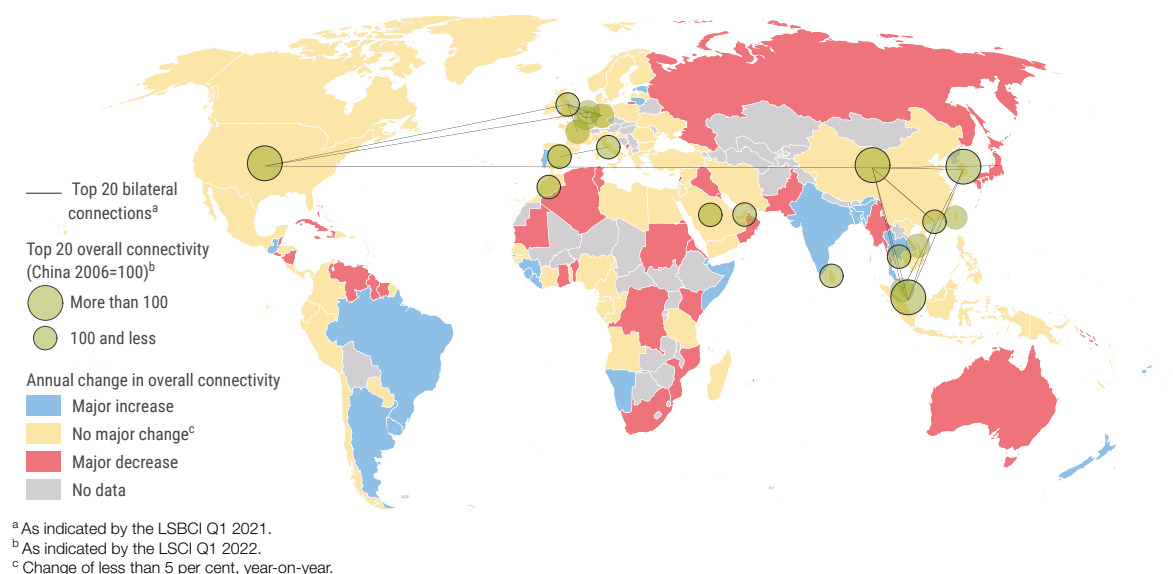 Top 20 bilateral
connectionsª
Top 20 overall connectivity
(China 2006=100)ᵇ
More than 100
100 and less
Annual change in overall connectivity
Major increase
No major changeᶜ
Major decrease
No data
ª As indicated by the LSBCI Q1 2021.
ᵇ As indicated by the LSCI Q1 2022.
ᶜ Change of less than 5 per cent, year-on-year.